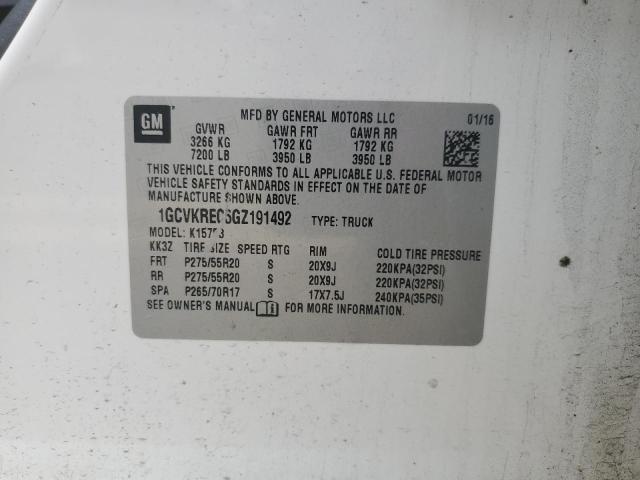 GM
MFD BY GENERAL MOTORS LLC 01/16
GVWR GAWR FRT GAWR RR
3266 KG 1792 KG 1792 KG
7200 LB 3950 LB 3950 LB
THIS VEHICLE CONFORMS TO ALL APPLICABLE U.S. FEDERAL MOTOR
VEHICLE SAFETY STANDARDS IN EFFECT ON THE DATE OF
MANUFACTURE SHOWN ABOVE.
TYPE: TRUCK
MODEL:
KK3Z TIRE SIZE SPEED RTG RIM COLD TIRE PRESSURE
FRT P275/55R20 S 20X9J 220KPA(32PSI)
RR P275/55R20 S 20X9J 220KPA(32PSI)
SPA P265/70R17 S 17X7.5J 240KPA(35PSI)
SEE OWNER'S MANUAL FOR MORE INFORMATION.